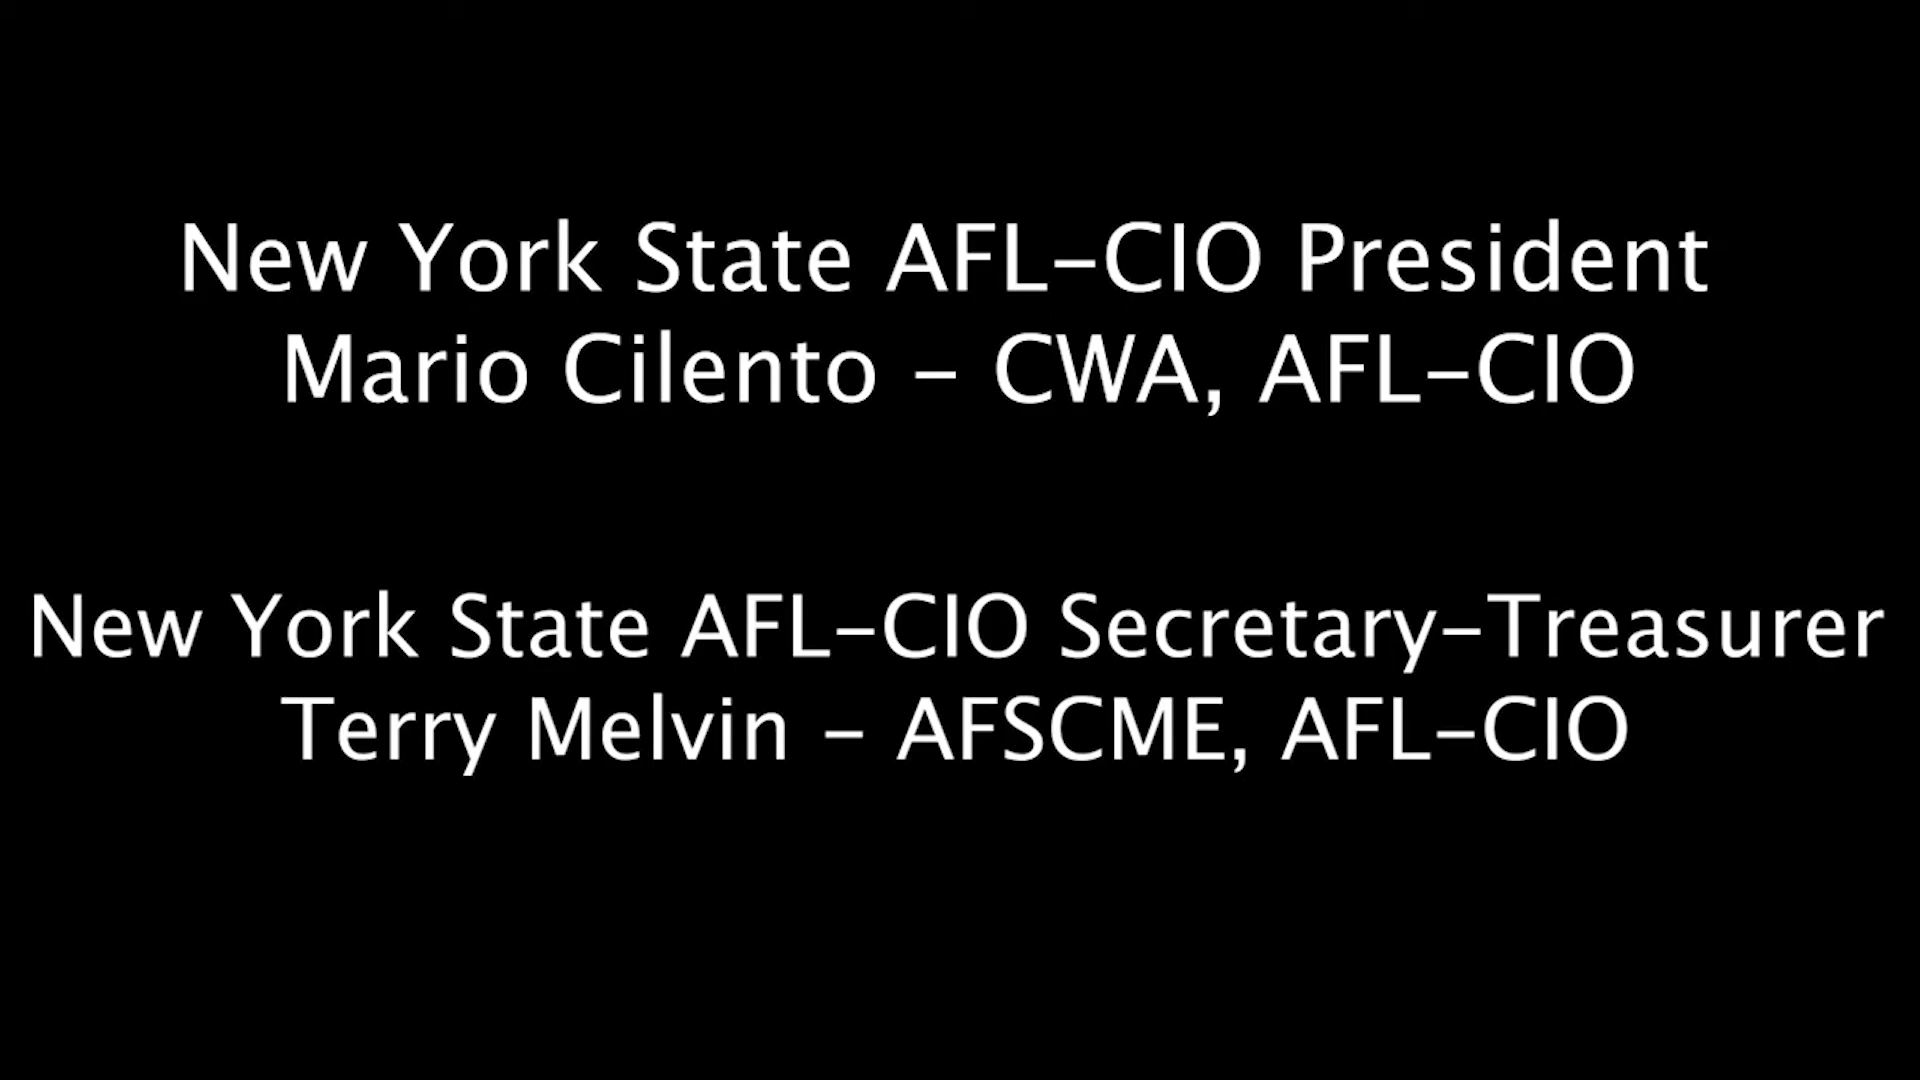 New York State AFL-CIO President
Mario Cilento - CWA, AFL-CIO
New York State AFL-CIO Secretary-Treasurer
Terry Melvin - AFSCME, AFL-CIO